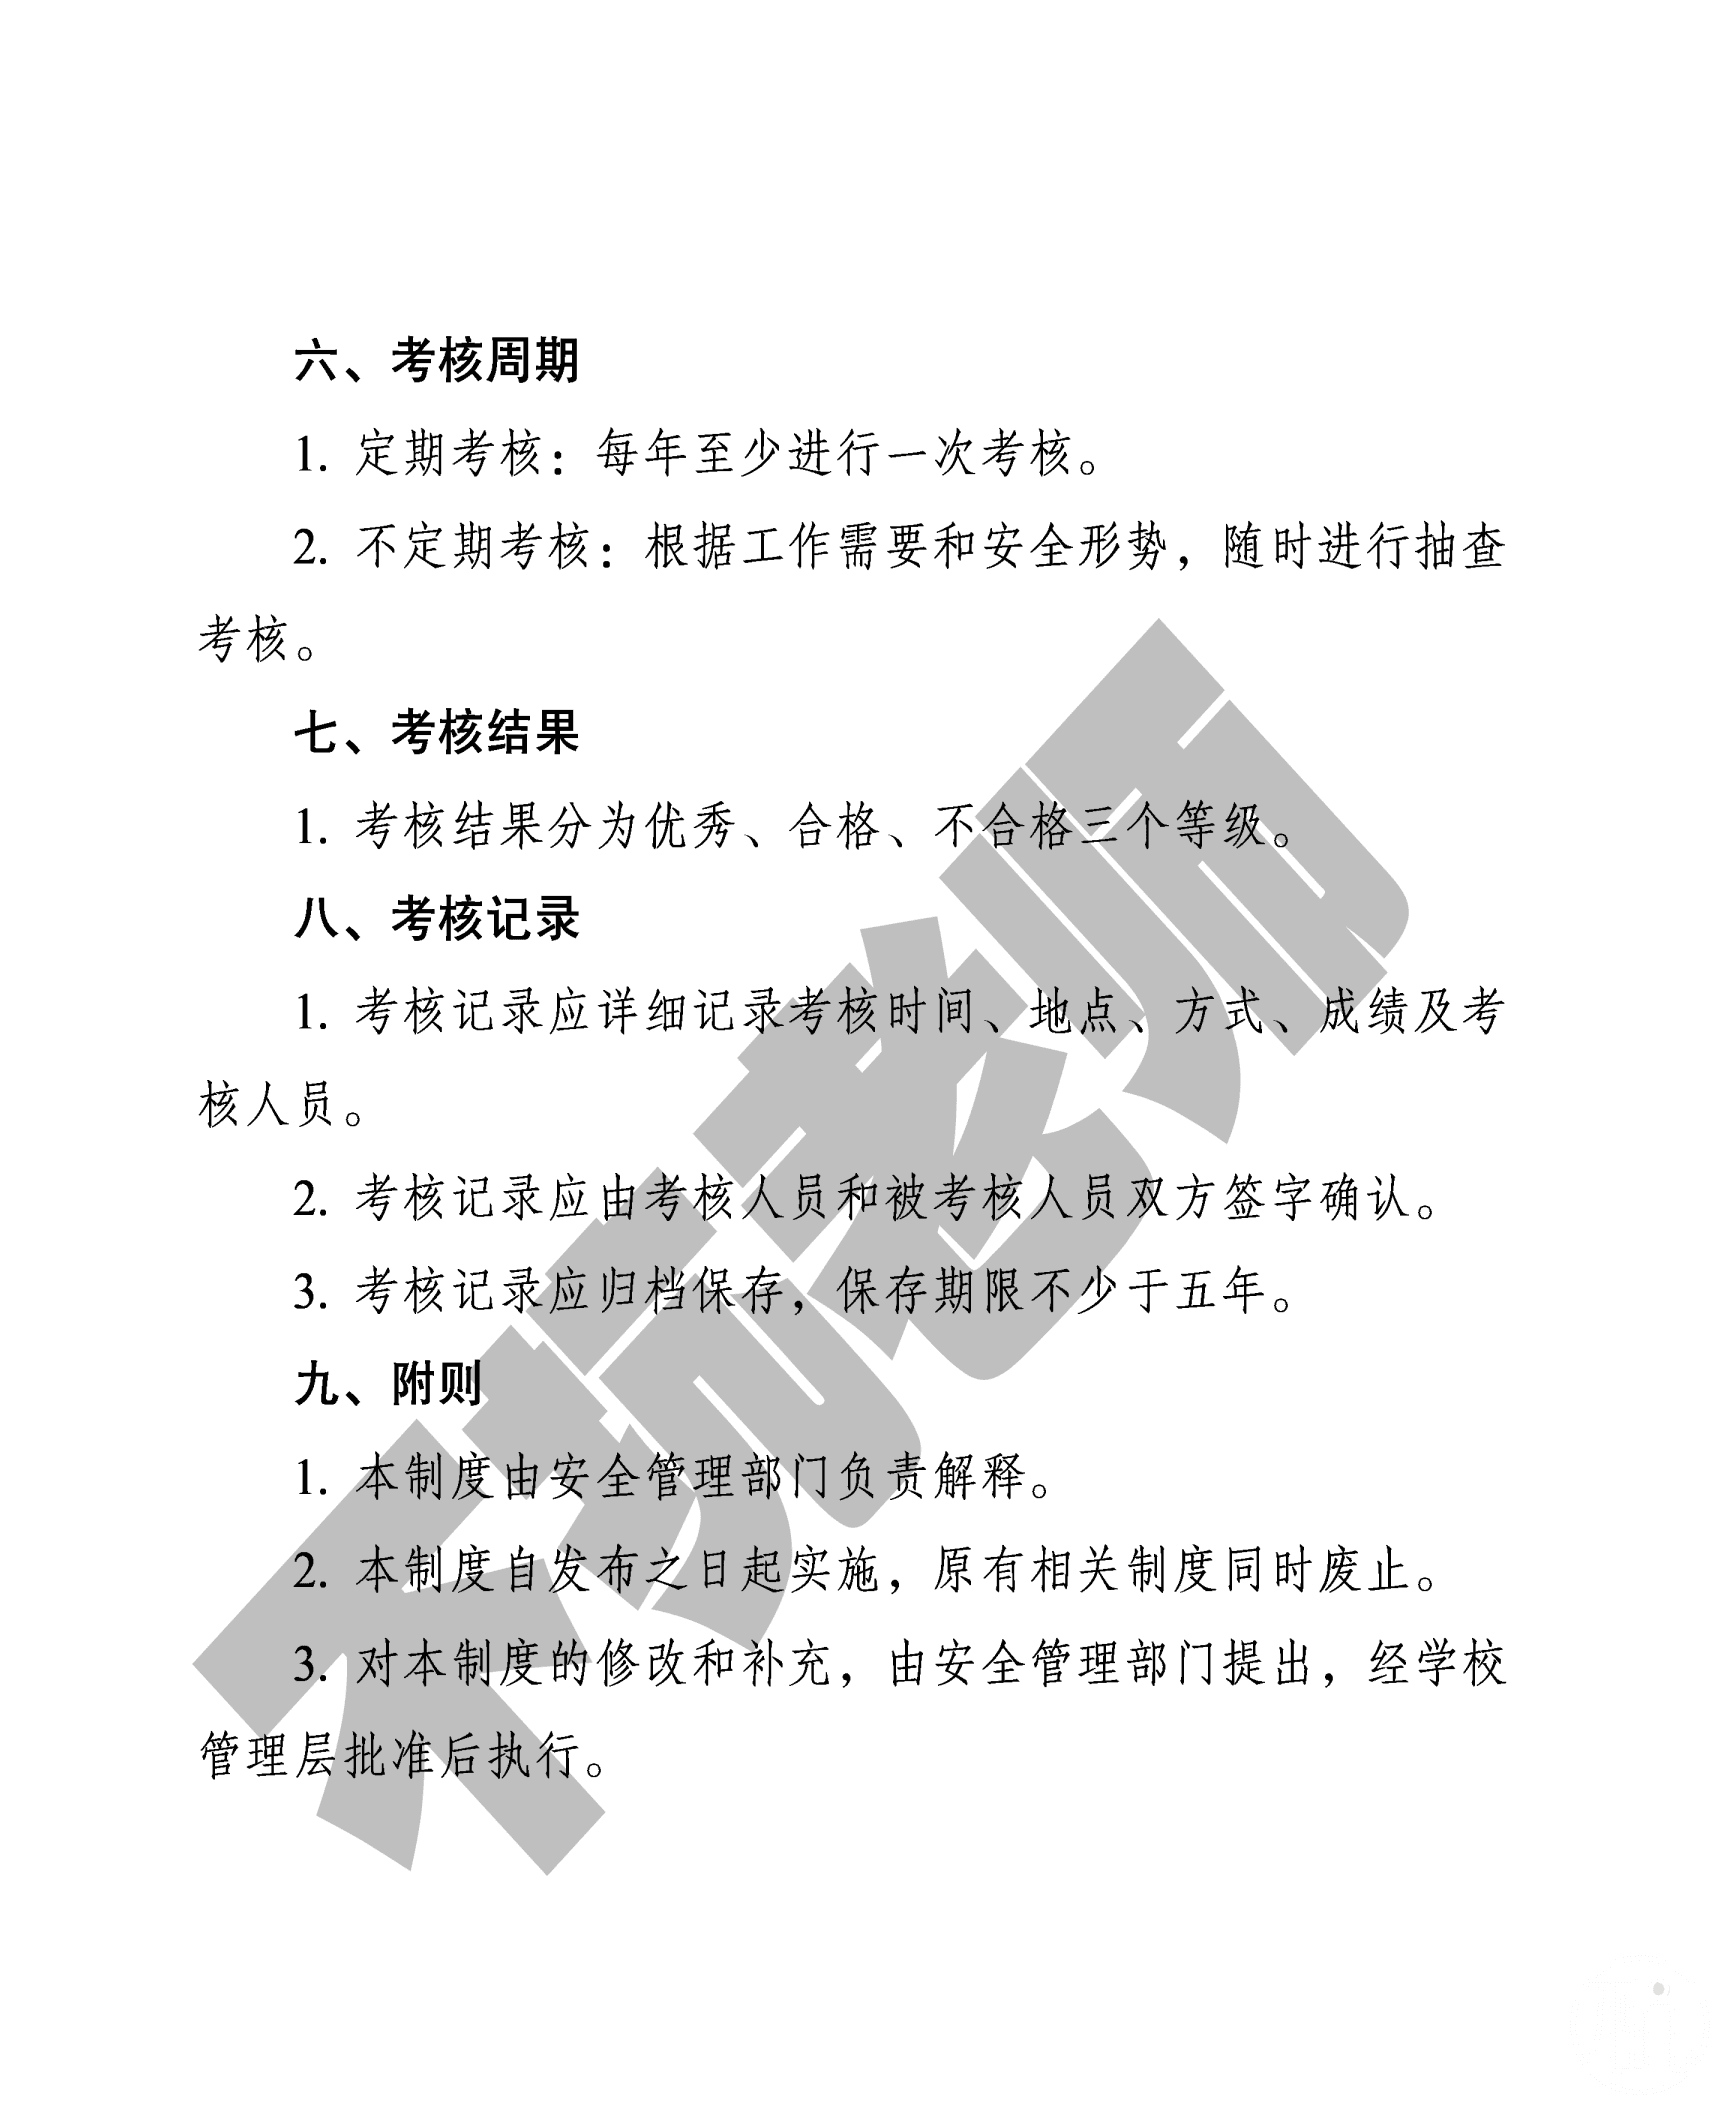 六、考核周期
1. 定期考核：每年至少进行一次考核。
2. 不定期考核：根据工作需要和安全形势，随时进行抽查
考核。
七、考核结果
1. 考核结果分为优秀、合格、不合格三个等级。
八、考核记录
1. 考核记录应详细记录考核时间、地点、方式、成绩及考
核人员。
2. 考核记录应由考核人员和被考核人员双方签字确认。
3. 考核记录应归档保存，保存期限不少于五年。
九、附则
1. 本制度由安全管理部门负责解释。
2. 本制度自发布之日起实施，原有相关制度同时废止。
3. 对本制度的修改和补充，由安全管理部门提出，经学校
管理层批准后执行。
不玩老师